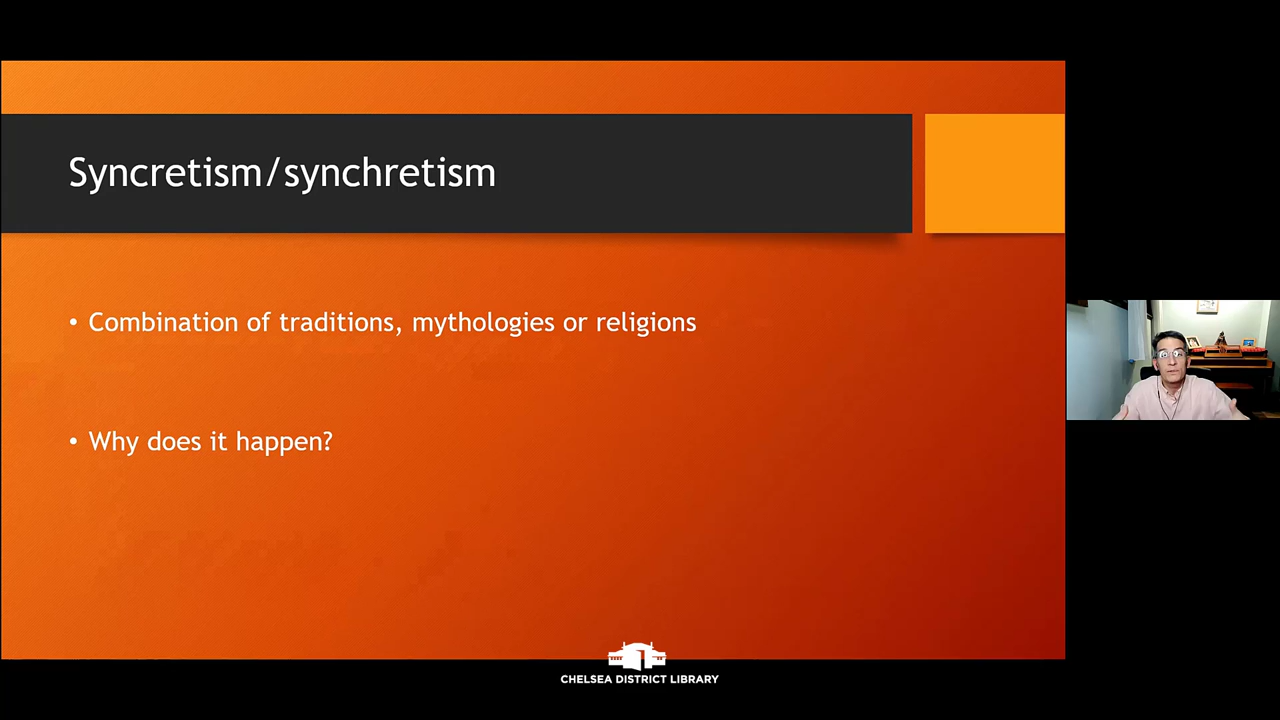 Syncretism/synchretism
• Combination of traditions, mythologies or religions
• Why does it happen?
CHELSEA DISTRICT LIBRARY